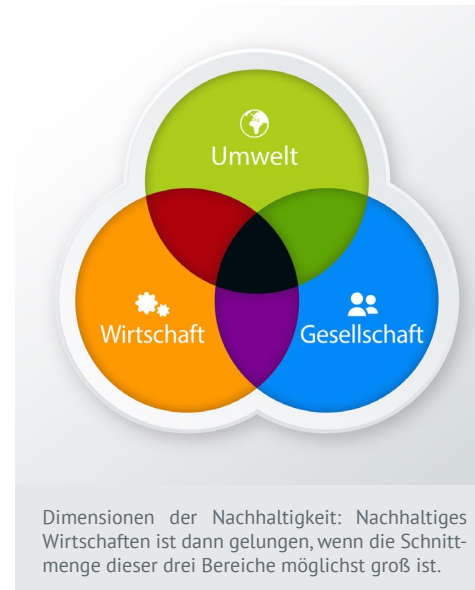 Umwelt
Wirtschaft
Gesellschaft
Dimensionen der Nachhaltigkeit: Nachhaltiges
Wirtschaften ist dann gelungen, wenn die Schnitt-
menge dieser drei Bereiche möglichst groß ist.